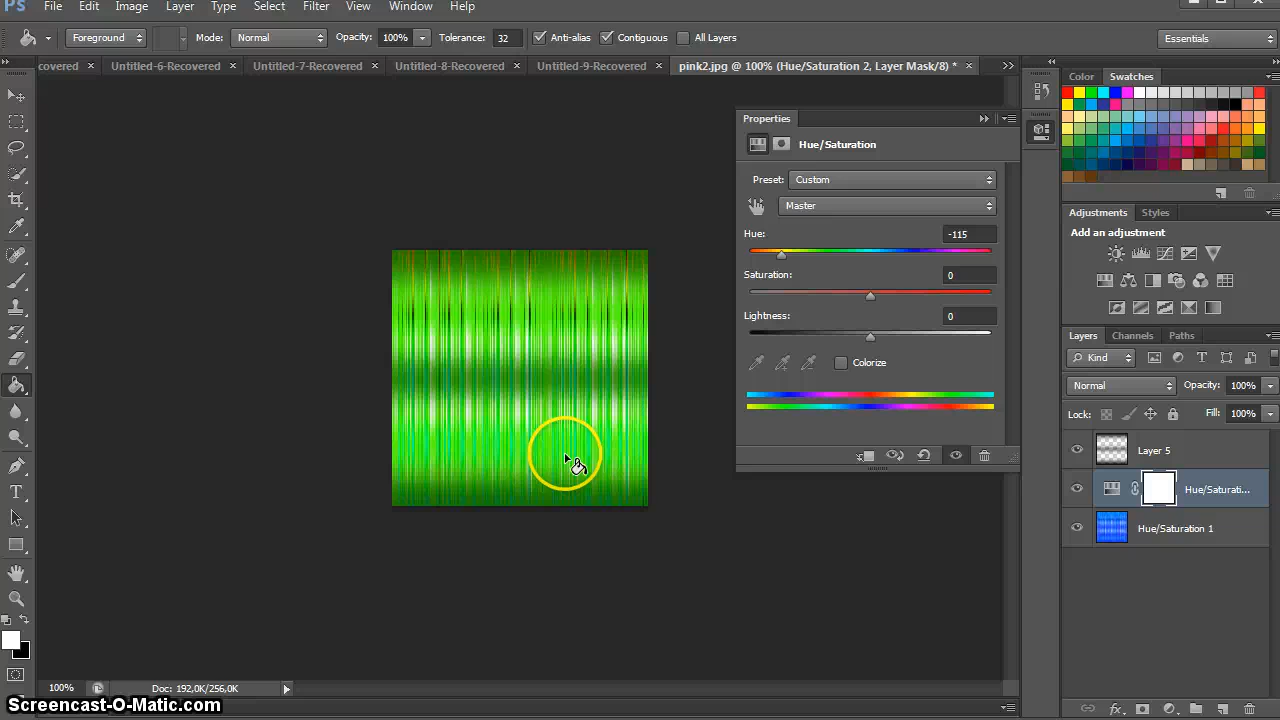 Ps File Edit Image Layer Type Select Filter View Window Help
Foreground Mode: Normal Opacity: 100% Tolerance: 32 Anti-alias Contiguous All Layers Essentials
covered × Untitled-6-Recovered × Untitled-7-Recovered × Untitled-8-Recovered × Untitled-9-Recovered × pink2.jpg @ 100% (Hue/Saturation 2, Layer Mask/8) * ×
Color Swatches
Properties
Hue/Saturation
Preset: Custom
Master
Hue: -115
Saturation: 0
Lightness: 0
Colorize
Adjustments Styles
Add an adjustment
Layers Channels Paths
Kind
Normal Opacity: 100%
Lock: Fill: 100%
Layer 5
Hue/Saturati...
Hue/Saturation 1
100% Doc: 192,0K/256,0K
Screencast-O-Matic.com